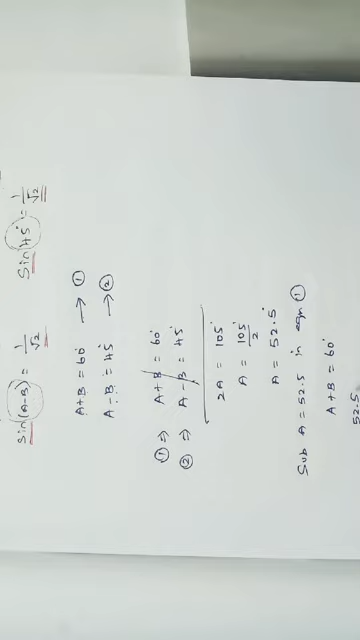 Sin(A-B) = 1/√2 Sin 45° = 1/√2
A+B = 60° → ①
A-B = 45° → ②
① ⇒ A+B = 60°
② ⇒ A-B = 45°
2A = 105°
A = 105°/2
A = 52.5°
Sub A = 52.5 in eqn ①
A+B = 60°
52.5